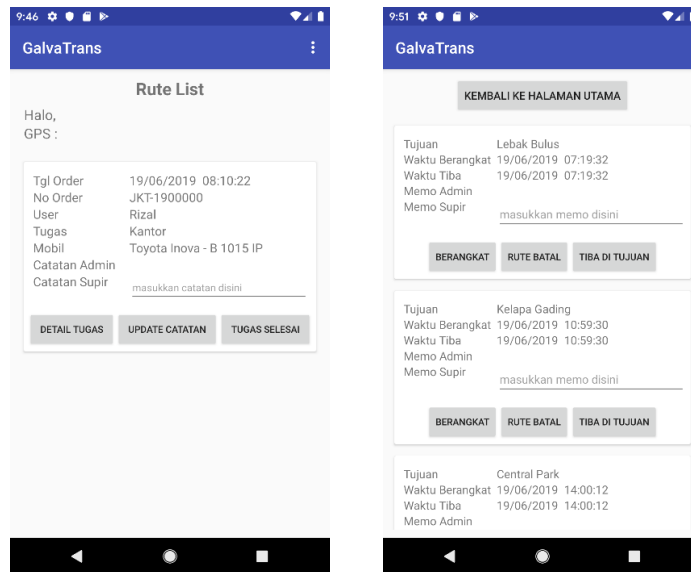 9:46
GalvaTrans
Rute List
Halo,
GPS :
Tgl Order 19/06/2019 08:10:22
No Order JKT-1900000
User Rizal
Tugas Kantor
Mobil Toyota Inova - B 1015 IP
Catatan Admin
Catatan Supir masukkan catatan disini
DETAIL TUGAS UPDATE CATATAN TUGAS SELESAI
9:51
GalvaTrans
KEMBALI KE HALAMAN UTAMA
Tujuan Lebak Bulus
Waktu Berangkat 19/06/2019 07:19:32
Waktu Tiba 19/06/2019 07:19:32
Memo Admin
Memo Supir masukkan memo disini
BERANGKAT RUTE BATAL TIBA DI TUJUAN
Tujuan Kelapa Gading
Waktu Berangkat 19/06/2019 10:59:30
Waktu Tiba 19/06/2019 10:59:30
Memo Admin
Memo Supir masukkan memo disini
BERANGKAT RUTE BATAL TIBA DI TUJUAN
Tujuan Central Park
Waktu Berangkat 19/06/2019 14:00:12
Waktu Tiba 19/06/2019 14:00:12
Memo Admin